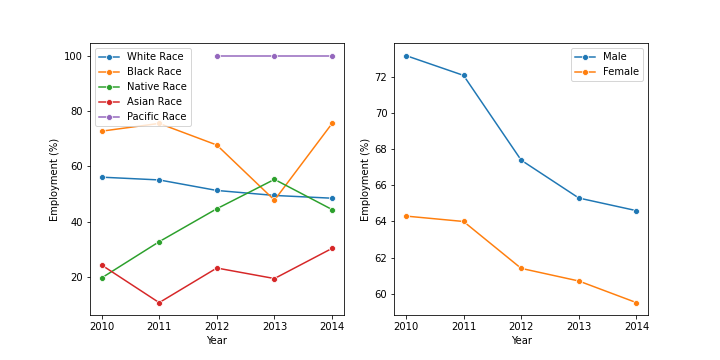 White Race
Black Race
Native Race
Asian Race
Pacific Race
100
80
60
40
20
Employment (%)
2010 2011 2012 2013 2014
Year
Male
Female
72
70
68
66
64
62
60
Employment (%)
2010 2011 2012 2013 2014
Year